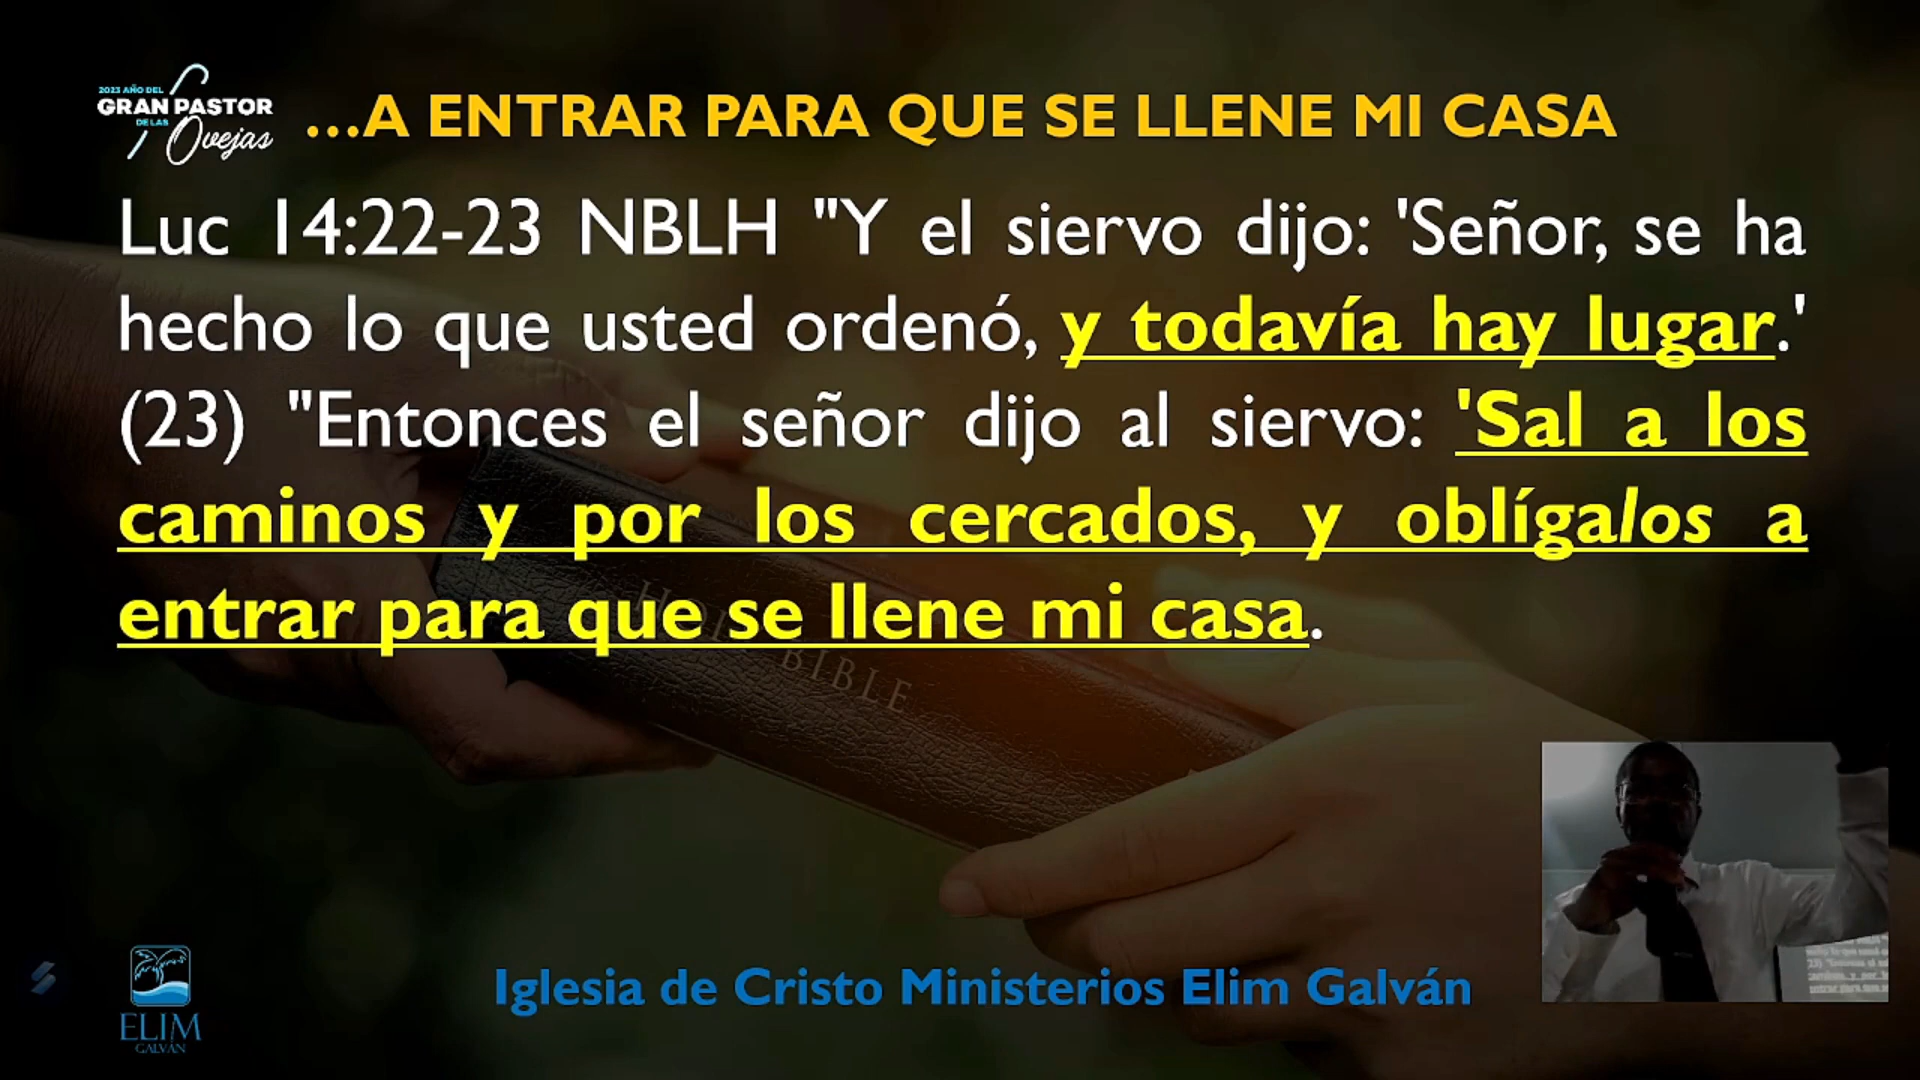 2023 AÑO DEL
GRAN PASTOR
DE LAS
Ovejas
...A ENTRAR PARA QUE SE LLENE MI CASA
Luc 14:22-23 NBLH "Y el siervo dijo: 'Señor, se ha
hecho lo que usted ordenó, y todavía hay lugar.'
(23) "Entonces el señor dijo al siervo: 'Sal a los
caminos y por los cercados, y oblígalos a
entrar para que se llene mi casa.
HOLY BIBLE
ELIM
GALVÁN
Iglesia de Cristo Ministerios Elim Galván